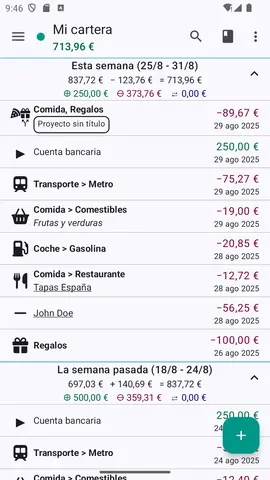 9:46
Mi cartera
713,96 €
Esta semana (25/8 - 31/8)
837,72 € − 123,76 € = 713,96 €
⊕ 250,00 € ⊖ 373,76 € ⇄ 0,00 €
Comida, Regalos
−89,67 €
Proyecto sin título
29 ago 2025
Cuenta bancaria
250,00 €
29 ago 2025
Transporte > Metro
−75,27 €
29 ago 2025
Comida > Comestibles
−19,00 €
Frutas y verduras
29 ago 2025
Coche > Gasolina
−20,85 €
28 ago 2025
Comida > Restaurante
−12,72 €
Tapas España
28 ago 2025
John Doe
−56,25 €
28 ago 2025
Regalos
−100,00 €
26 ago 2025
La semana pasada (18/8 - 24/8)
697,03 € + 140,69 € = 837,72 €
⊕ 500,00 € ⊖ 359,31 € ⇄ 0,00 €
Cuenta bancaria
250,00 €
24
Transporte > Metro
24
Comida > Comestibles
−12,40 €